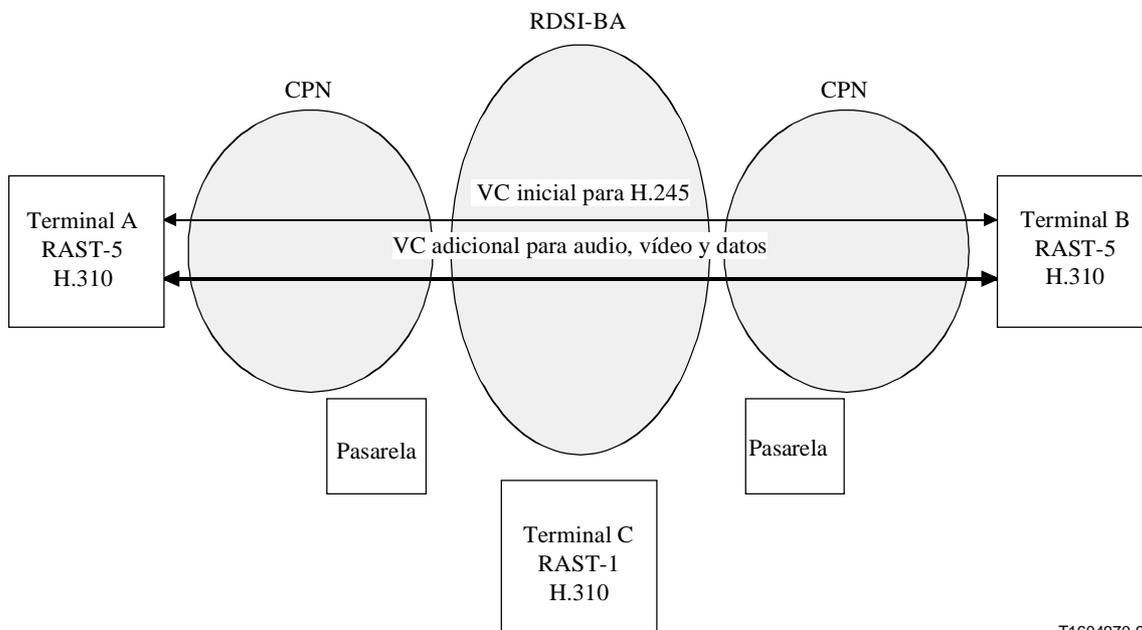 RDSI-BA
CPN
CPN
VC inicial para H.245
Terminal A
RAST-5
H.310
VC adicional para audio, vídeo y datos
Terminal B
RAST-5
H.310
Pasarela
Pasarela
Terminal C
RAST-1
H.310